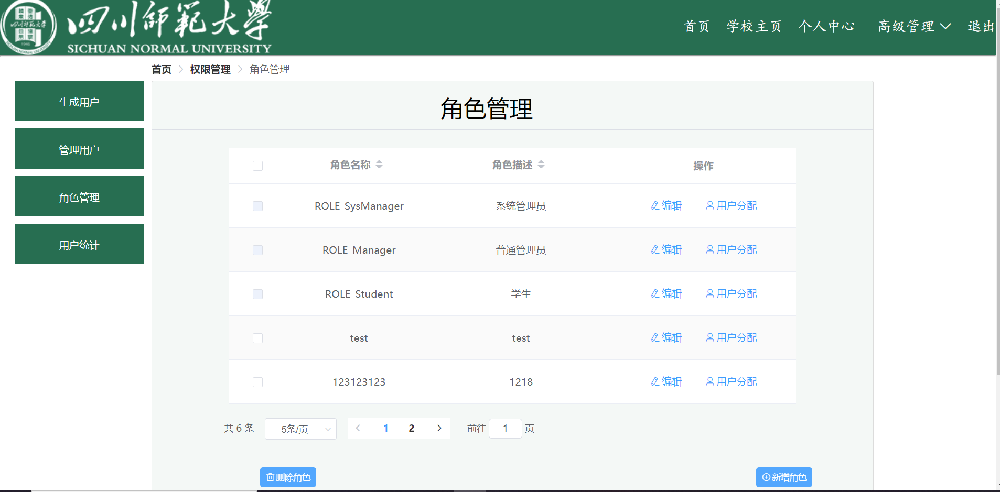 四川師範大學
SICHUAN NORMAL UNIVERSITY
首页 学校主页 个人中心 高级管理 退出
首页 权限管理 角色管理
生成用户
管理用户
角色管理
用户统计
角色管理
角色名称 角色描述 操作
ROLE_SysManager 系统管理员 编辑 用户分配
ROLE_Manager 普通管理员 编辑 用户分配
ROLE_Student 学生 编辑 用户分配
test test 编辑 用户分配
123123123 1218 编辑 用户分配
共 6 条 5条/页 1 2 前往 1 页
删除角色 新增角色